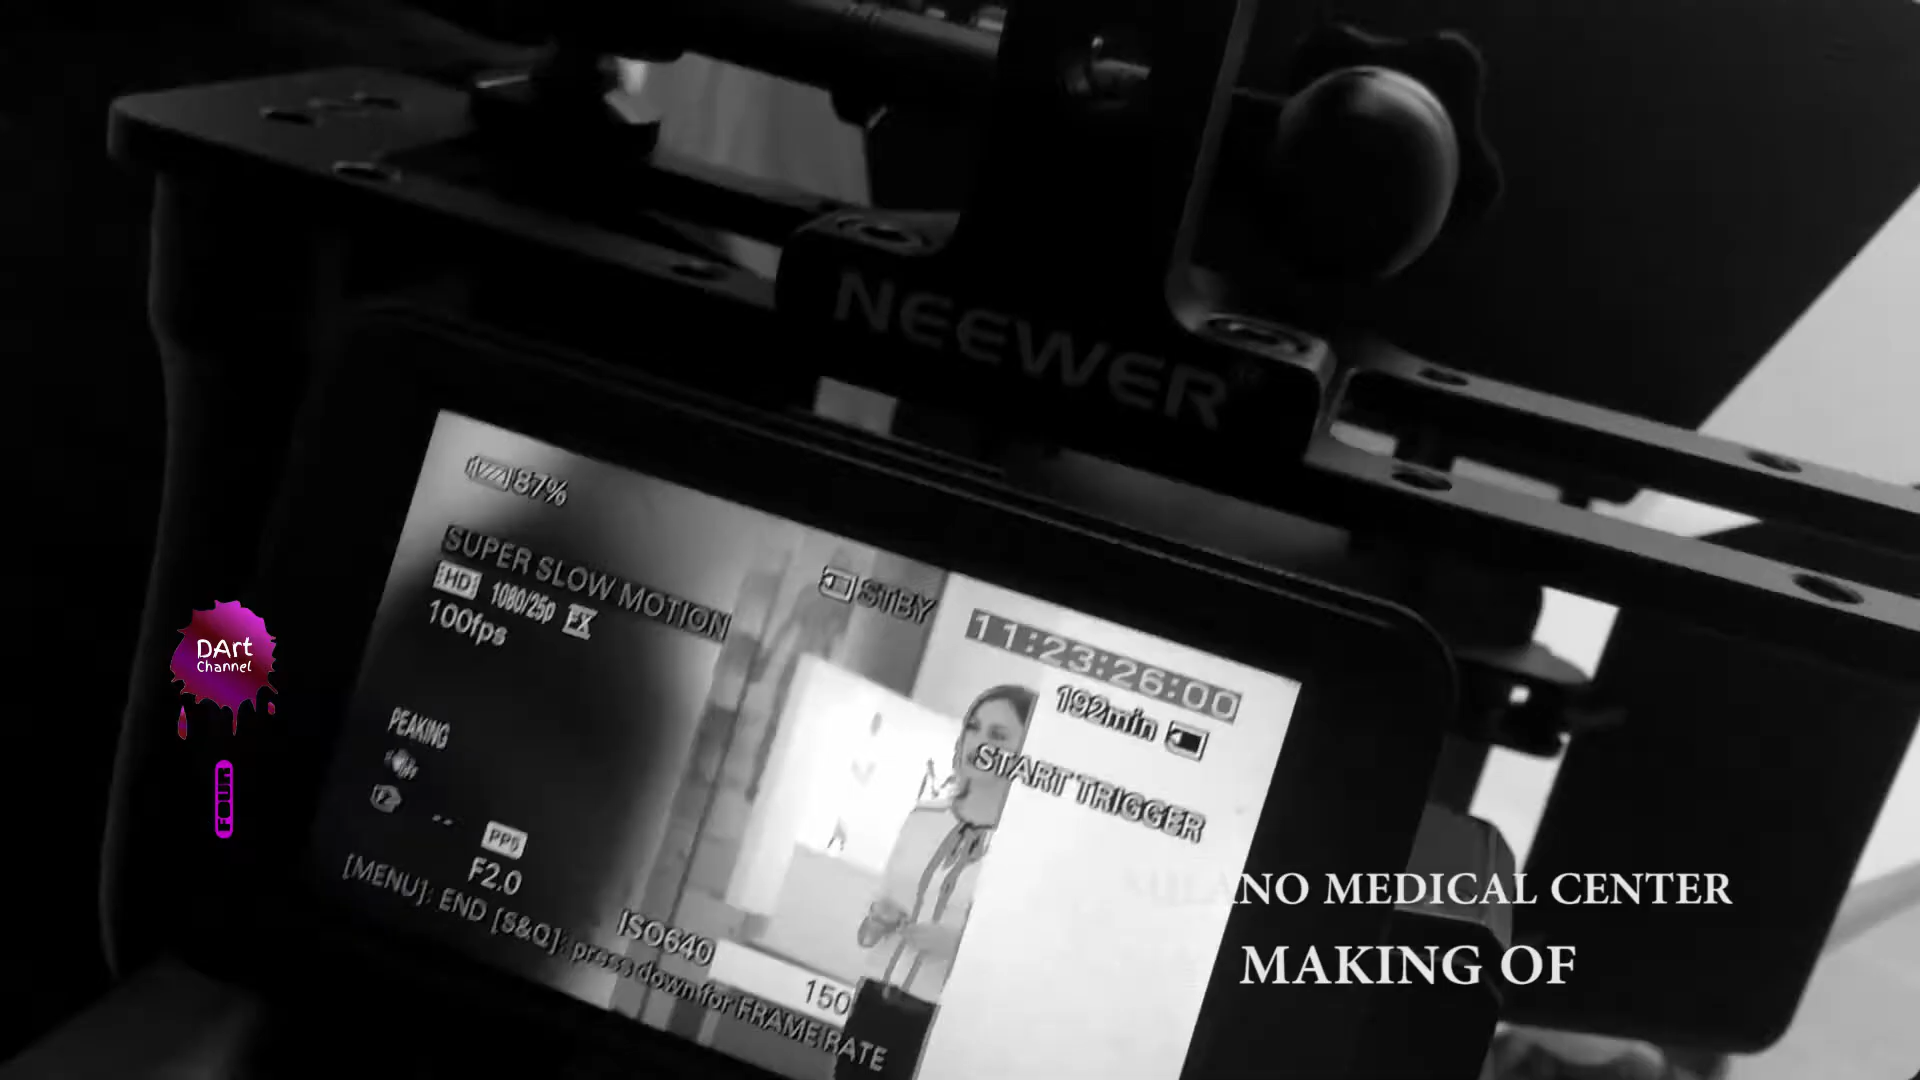 NEEWER
87%
SUPER SLOW MOTION
HD 1080/25p FX
100fps
STBY
11:23:26:00
192min
START TRIGGER
PEAKING
--
PP5
F2.0
ISO640
150
[MENU]: END [S&Q]: press down for FRAME RATE
DArt
Channel
NO MEDICAL CENTER
MAKING OF